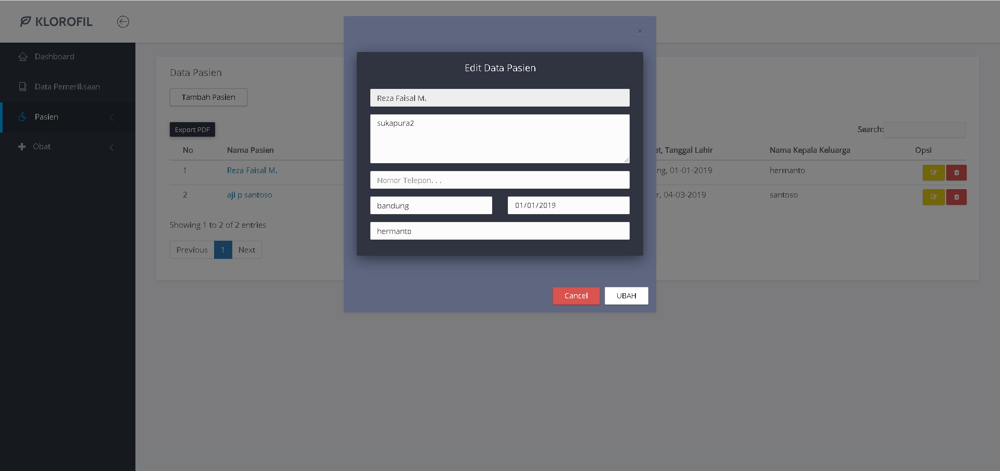 KLOROFIL
×
Dashboard
Data Pemeriksaan
Pasien
Obat
Data Pasien
Tambah Pasien
Export PDF
Search:
No Nama Pasien at, Tanggal Lahir Nama Kepala Keluarga Opsi
1 Reza Faisal M. ng, 01-01-2019 hermanto
2 aji p santoso r, 04-03-2019 santoso
Showing 1 to 2 of 2 entries
Previous 1 Next
Edit Data Pasien
Reza Faisal M.
sukapura2
Nomor Telepon. . .
bandung 01/01/2019
hermanto
Cancel UBAH